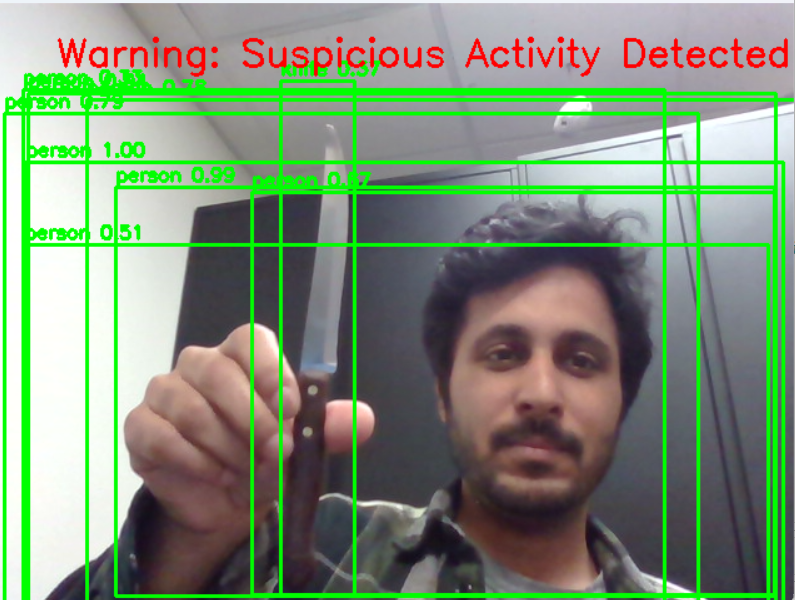 Warning: Suspicious Activity Detected
knife 0.57
person 0.33
person 0.79
person 1.00
person 0.99
person 0.51